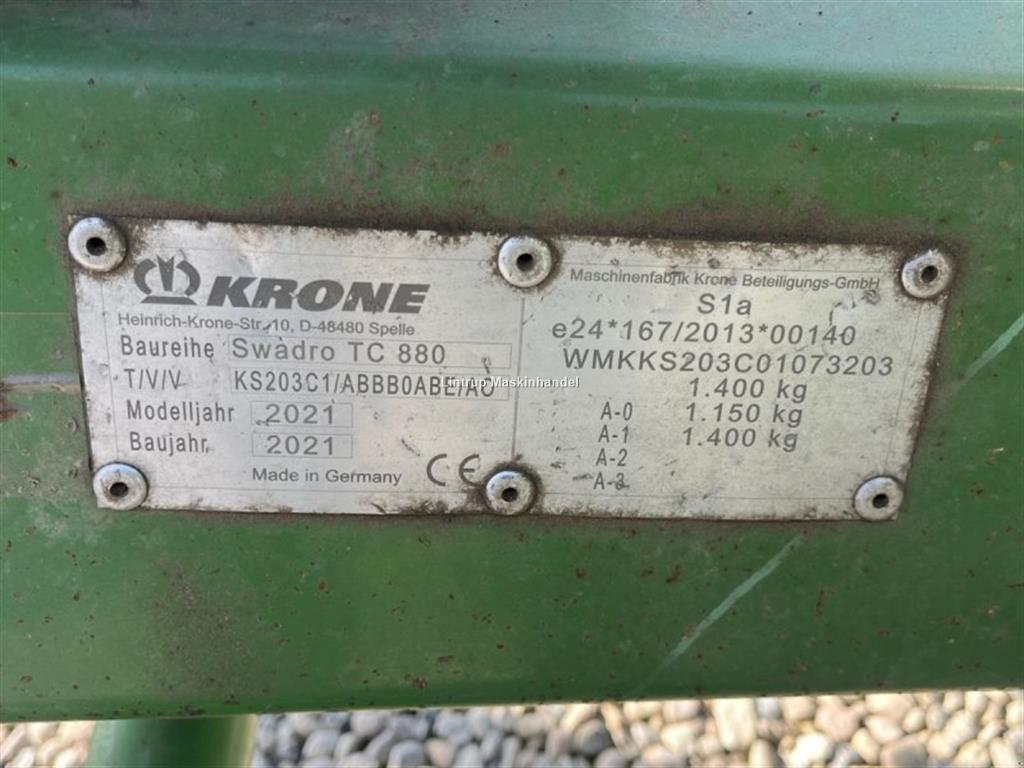 KRONE
Heinrich-Krone-Str. 10, D-48480 Spelle
Baureihe Swadro TC 880
T/V/V KS203C1/ABBB0ABE/AO
Modelljahr 2021
Baujahr 2021
Made in Germany CE
Maschinenfabrik Krone Beteiligungs-GmbH
S1a
e24*167/2013*00140
WMKKS203C01073203
1.400 kg
A-0 1.150 kg
A-1 1.400 kg
A-2
A-3
Lintrup Maskinhandel